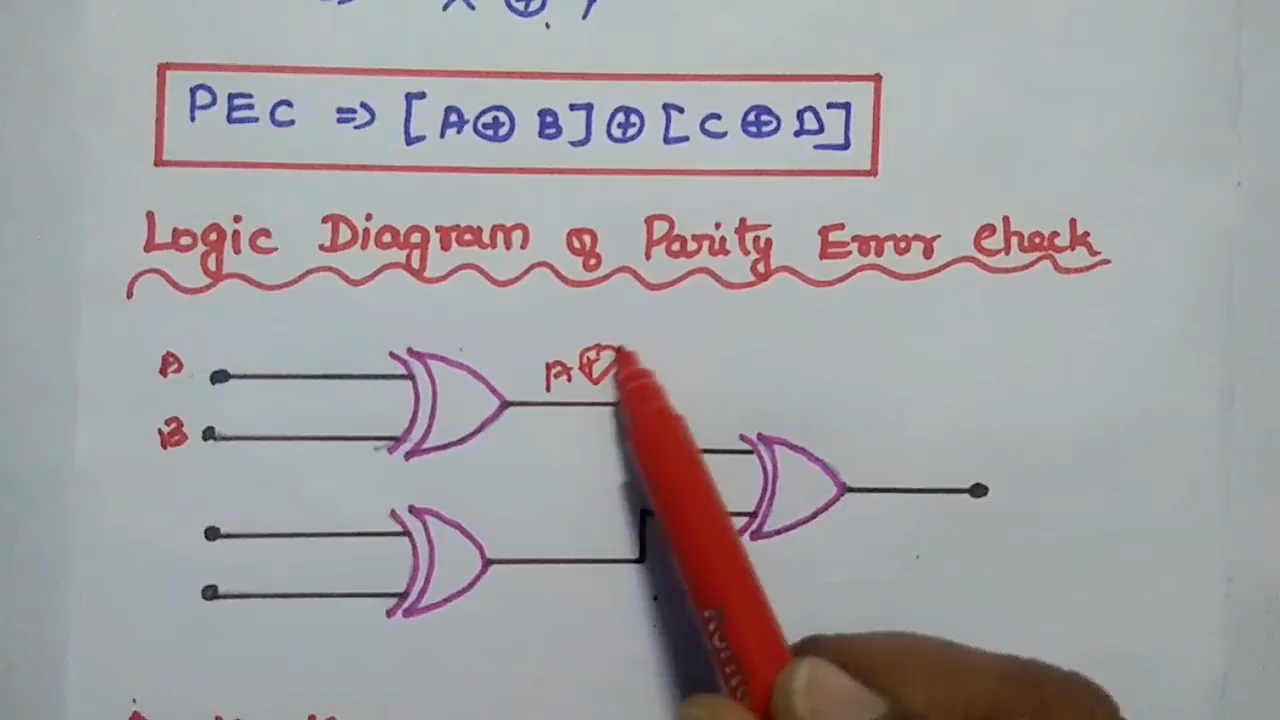 PEC ⇒ [A⊕B]⊕[C⊕D]
Logic Diagram of Parity Error Check
A
A⊕
B